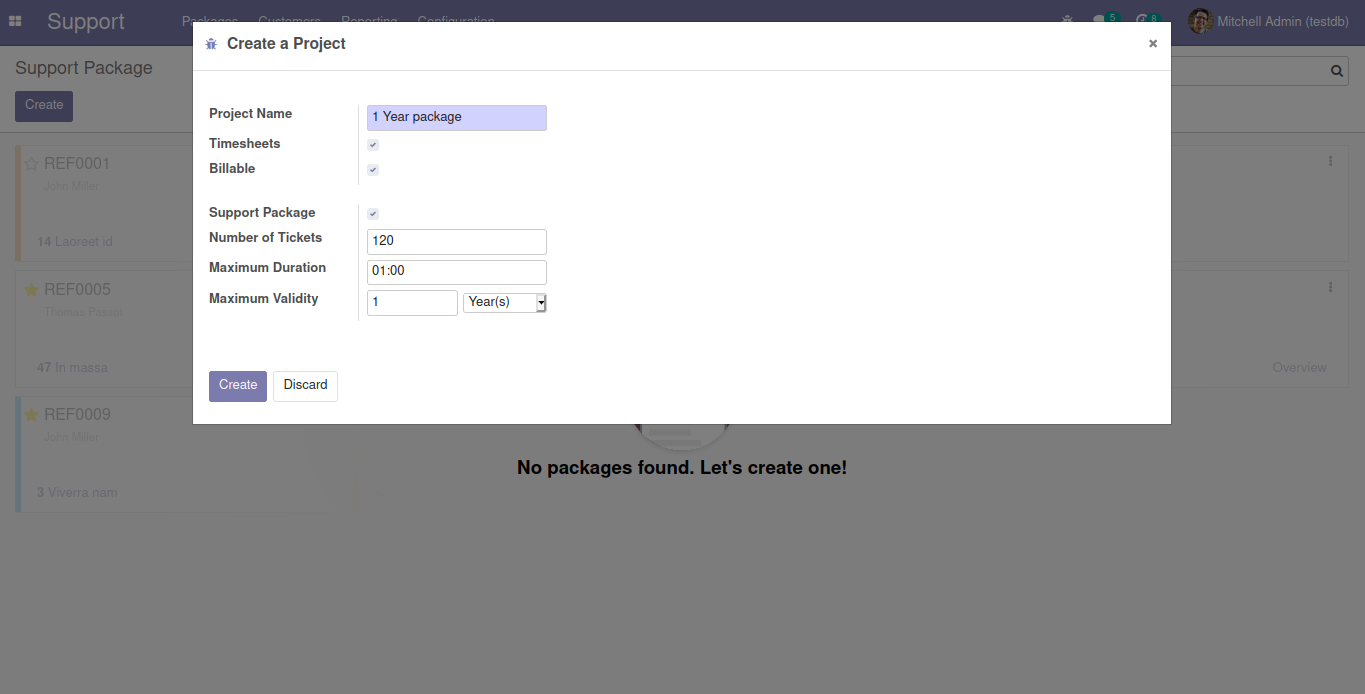 Support Packages Customers Reporting Configuration 5 8 Mitchell Admin (testdb)
Create a Project ×
Support Package
Create
Project Name 1 Year package
Timesheets
Billable
Support Package
Number of Tickets 120
Maximum Duration 01:00
Maximum Validity 1 Year(s)
Create Discard
REF0001
John Miller
14 Laoreet id
REF0005
Thomas Passot
47 In massa
Overview
REF0009
John Miller
3 Viverra nam
No packages found. Let's create one!